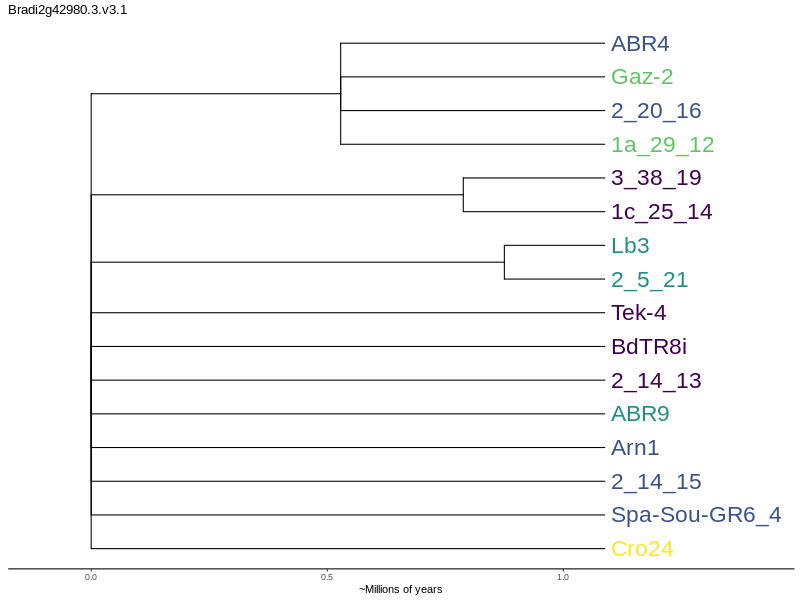 Bradi2g42980.3.v3.1
ABR4
Gaz-2
2_20_16
1a_29_12
3_38_19
1c_25_14
Lb3
2_5_21
Tek-4
BdTR8i
2_14_13
ABR9
Arn1
2_14_15
Spa-Sou-GR6_4
Cro24
0.0 0.5 1.0
~Millions of years